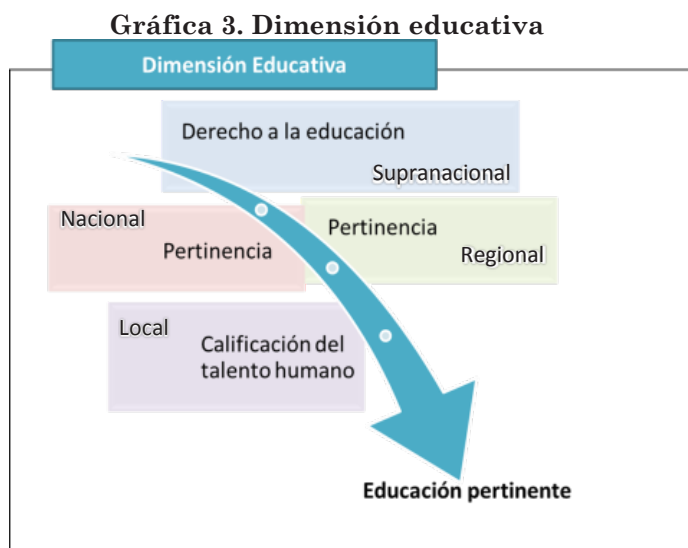 Gráfica 3. Dimensión educativa
Dimensión Educativa
Derecho a la educación
Supranacional
Nacional
Pertinencia
Pertinencia
Regional
Local
Calificación del
talento humano
Educación pertinente